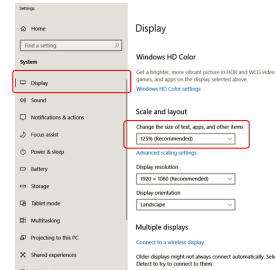 Settings
Home
Find a setting
System
Display
Sound
Notifications & actions
Focus assist
Power & sleep
Battery
Storage
Tablet mode
Multitasking
Projecting to this PC
Shared experiences
Display
Windows HD Color
Get a brighter, more vibrant picture in HDR and WCG video
games, and apps on the display selected above.
Windows HD Color settings
Scale and layout
Change the size of text, apps, and other items
125% (Recommended)
Advanced scaling settings
Display resolution
1920 × 1080 (Recommended)
Display orientation
Landscape
Multiple displays
Connect to a wireless display
Older displays might not always connect automatically. Sele
Detect to try to connect to them.